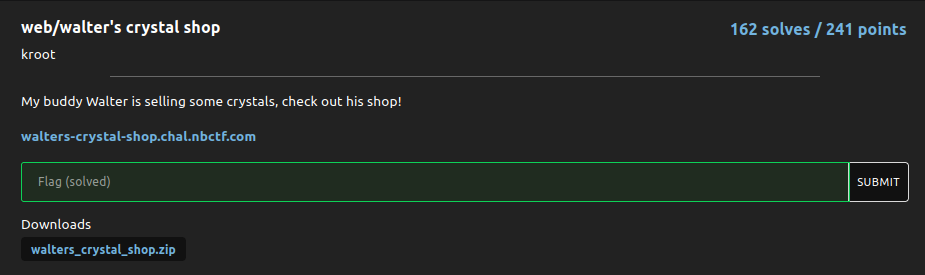 web/walter's crystal shop
162 solves / 241 points
kroot
My buddy Walter is selling some crystals, check out his shop!
walters-crystal-shop.chal.nbctf.com
Flag (solved)
SUBMIT
Downloads
walters_crystal_shop.zip